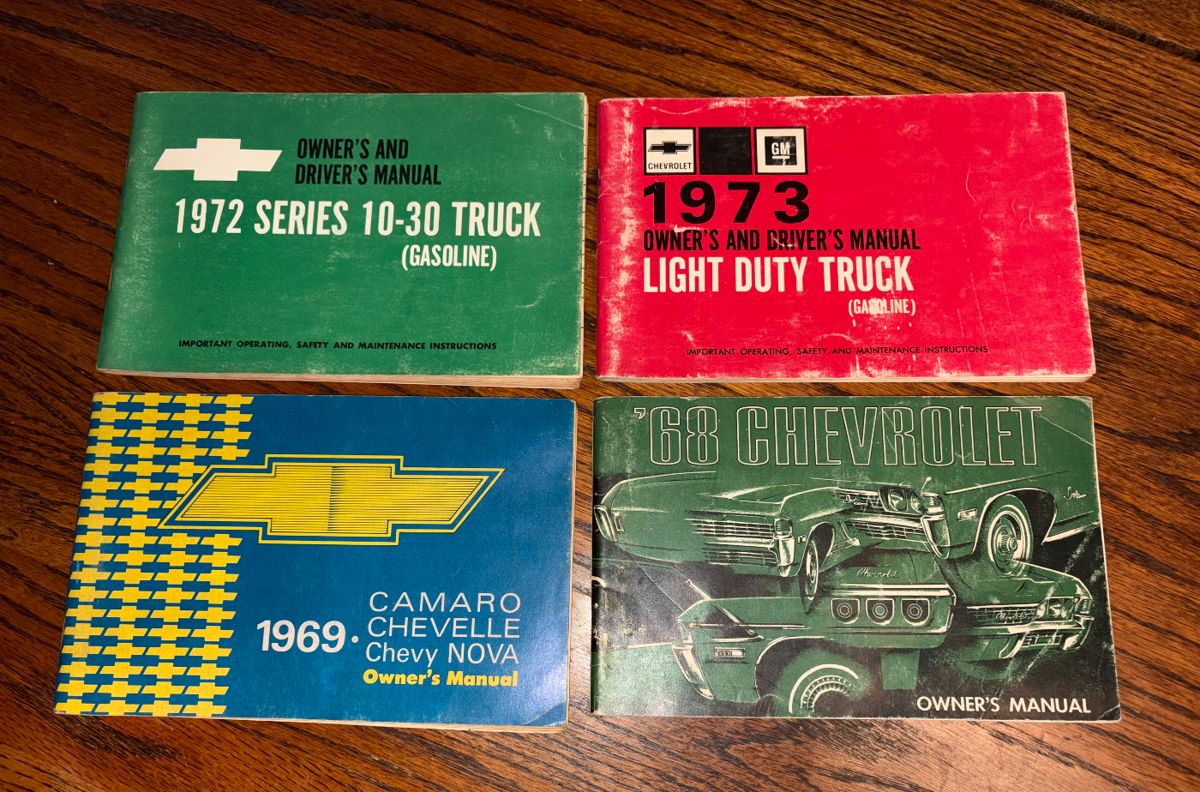 OWNER'S AND
DRIVER'S MANUAL
1972 SERIES 10-30 TRUCK
(GASOLINE)
IMPORTANT OPERATING, SAFETY AND MAINTENANCE INSTRUCTIONS
CHEVROLET
GM
1973
OWNER'S AND DRIVER'S MANUAL
LIGHT DUTY TRUCK
(GASOLINE)
IMPORTANT OPERATING, SAFETY AND MAINTENANCE INSTRUCTIONS
CAMARO
1969 • CHEVELLE
Chevy NOVA
Owner's Manual
'68 CHEVROLET
Chevrolet
OWNER'S MANUAL